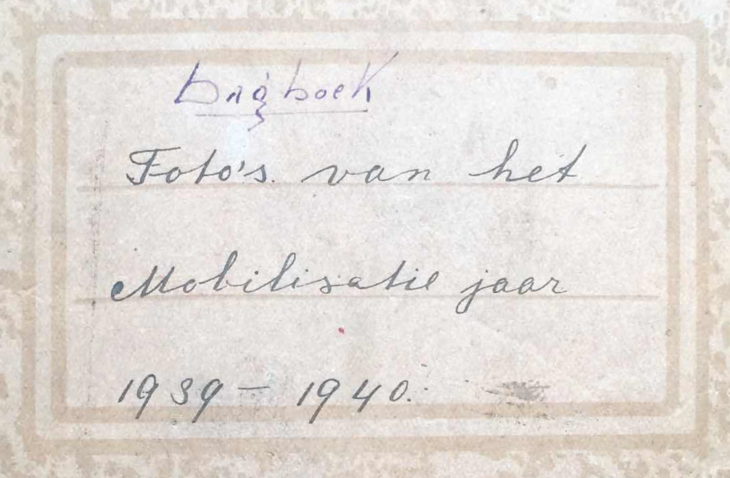 Dagboek
Foto's van het
Mobilisatie jaar
1939 – 1940.